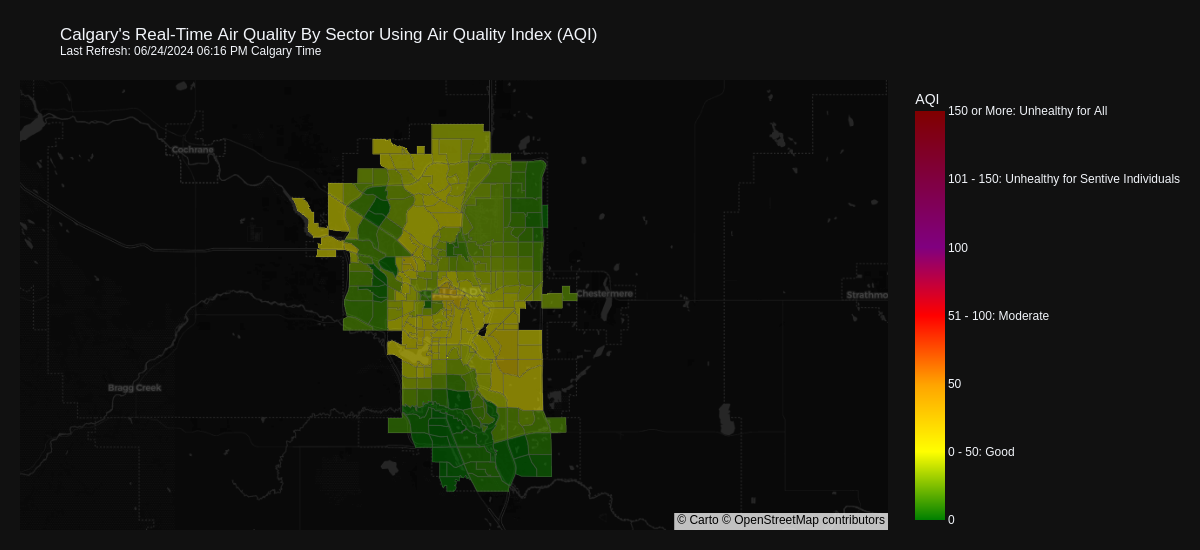 Calgary's Real-Time Air Quality By Sector Using Air Quality Index (AQI)
Last Refresh: 06/24/2024 06:16 PM Calgary Time
AQI
150 or More: Unhealthy for All
Cochrane
101 - 150: Unhealthy for Sentive Individuals
100
Chestermere
Strathmo
51 - 100: Moderate
Bragg Creek
50
0 - 50: Good
© Carto © OpenStreetMap contributors
0